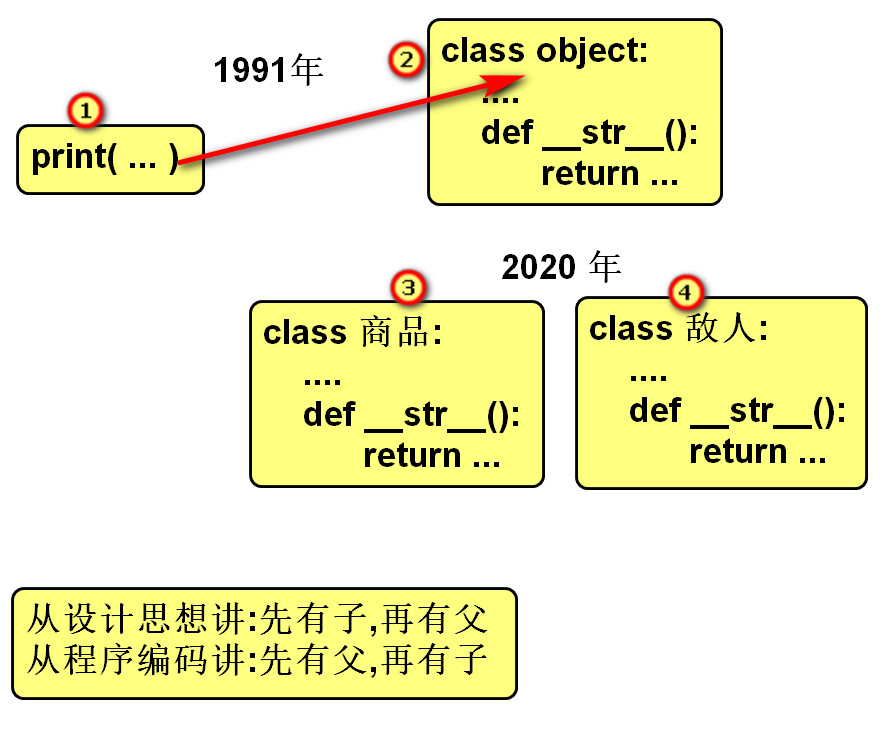 1991年
①
print( ... )
②
class object:
....
def __str__():
return ...
2020 年
③
class 商品:
....
def __str__():
return ...
④
class 敌人:
....
def __str__():
return ...
从设计思想讲:先有子,再有父
从程序编码讲:先有父,再有子